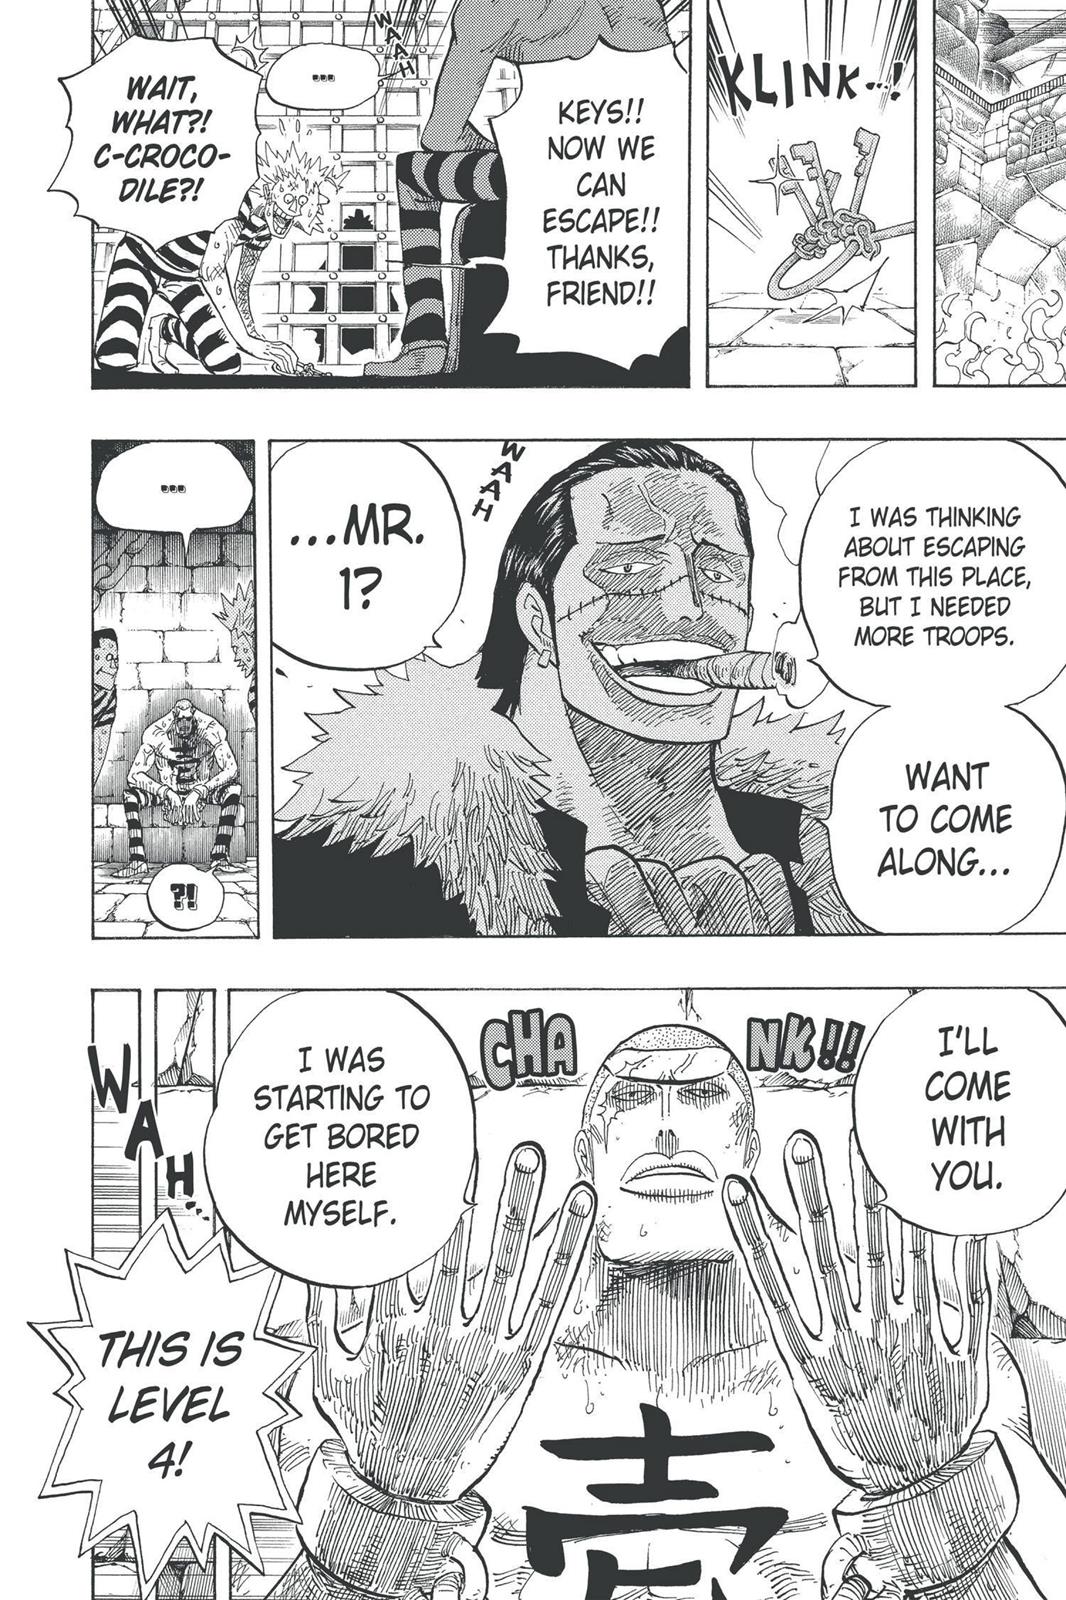 KLINK...!
KEYS!!
NOW WE
CAN
ESCAPE!!
THANKS,
FRIEND!!
WAAH
...
WAIT,
WHAT?!
C-CROCO-
DILE?!
I WAS THINKING
ABOUT ESCAPING
FROM THIS PLACE,
BUT I NEEDED
MORE TROOPS.
WANT
TO COME
ALONG...
WAAH
...MR.
1?
...
?!
I'LL
COME
WITH
YOU.
CHA
NK!!
I WAS
STARTING TO
GET BORED
HERE
MYSELF.
壱
WAH...
THIS IS
LEVEL
4!